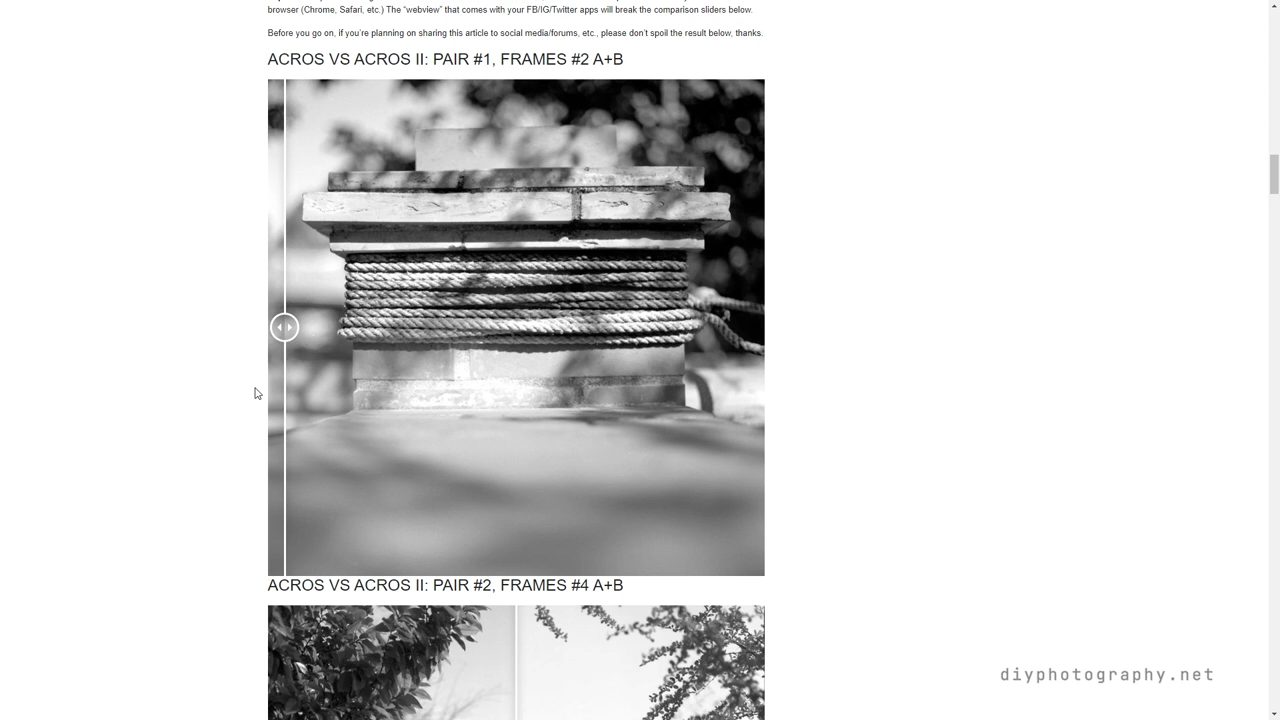 browser (Chrome, Safari, etc.) The “webview” that comes with your FB/IG/Twitter apps will break the comparison sliders below.
Before you go on, if you’re planning on sharing this article to social media/forums, etc., please don’t spoil the result below, thanks.
ACROS VS ACROS II: PAIR #1, FRAMES #2 A+B
ACROS VS ACROS II: PAIR #2, FRAMES #4 A+B
diyphotography.net